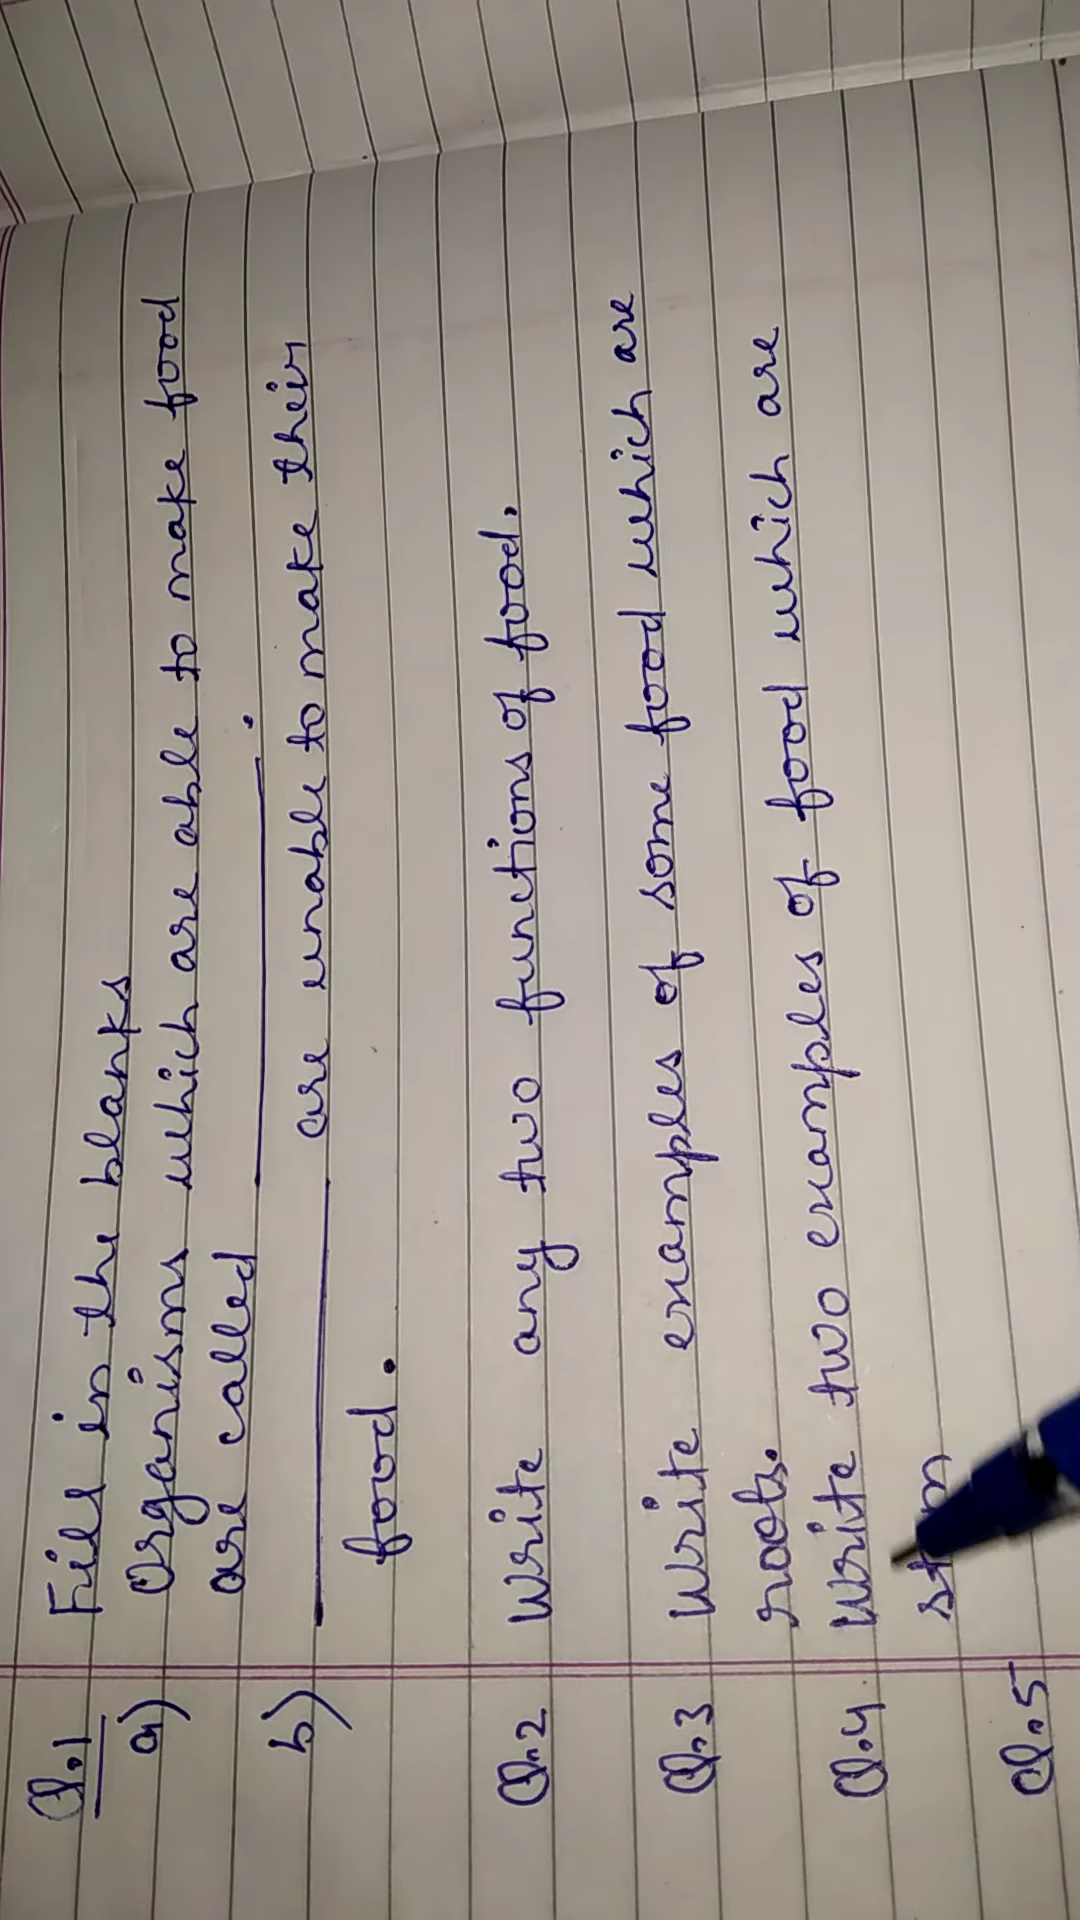 Q.1 Fill in the blanks
a) Organisms which are able to make food
are called ________.
b) ________ are unable to make their
food.
Q.2 Write any two functions of food.
Q.3 Write examples of some food which are
roots.
Q.4 Write two examples of food which are
Q.5